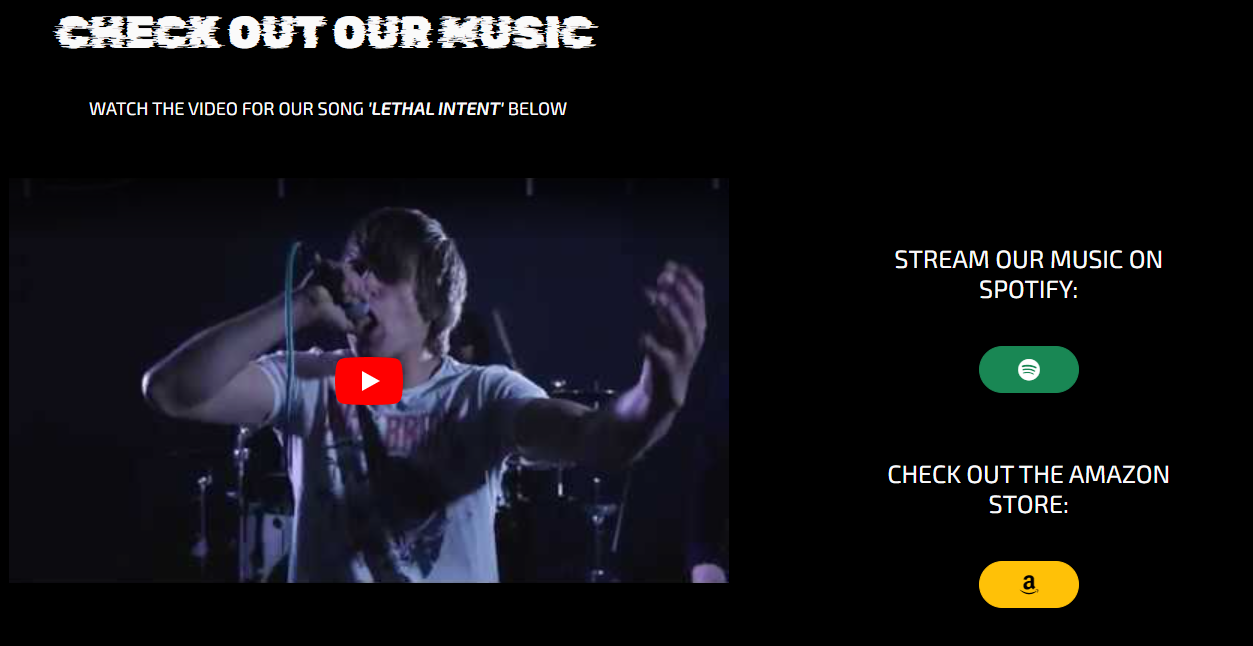 CHECK OUT OUR MUSIC
WATCH THE VIDEO FOR OUR SONG 'LETHAL INTENT' BELOW
STREAM OUR MUSIC ON
SPOTIFY:
CHECK OUT THE AMAZON
STORE:
a